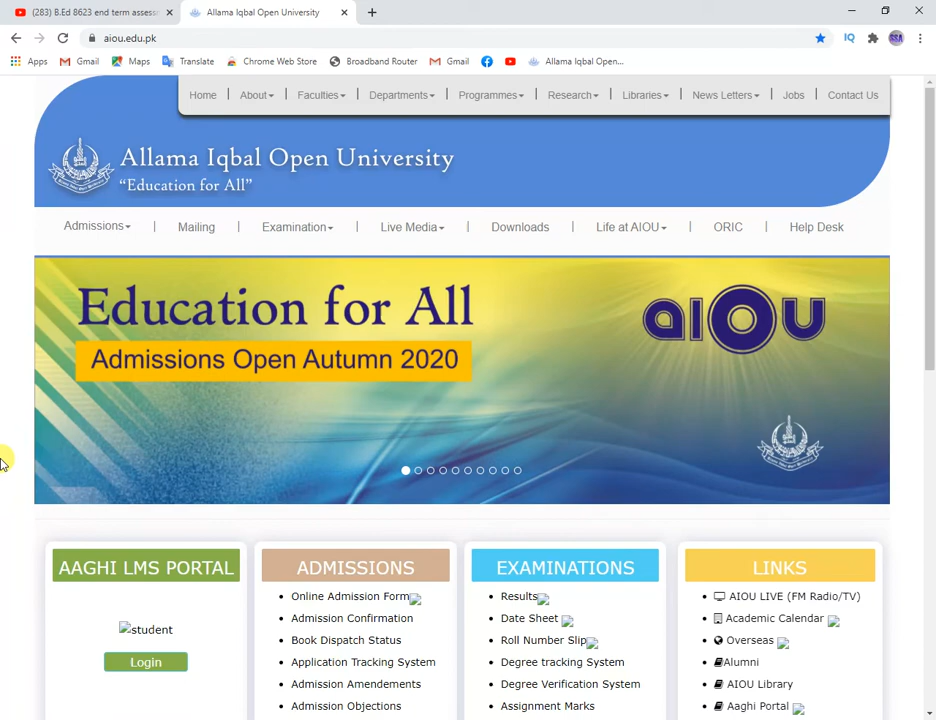 (283) B.Ed 8623 end term assess
Allama Iqbal Open University
aiou.edu.pk
IQ
Apps
Gmail
Maps
Translate
Chrome Web Store
Broadband Router
Gmail
Allama Iqbal Open...
Home
About
Faculties
Departments
Programmes
Research
Libraries
News Letters
Jobs
Contact Us
Allama Iqbal Open University
“Education for All”
Admissions
Mailing
Examination
Live Media
Downloads
Life at AIOU
ORIC
Help Desk
Education for All
Admissions Open Autumn 2020
AIOU
AAGHI LMS PORTAL
student
Login
ADMISSIONS
Online Admission Form
Admission Confirmation
Book Dispatch Status
Application Tracking System
Admission Amendements
Admission Objections
EXAMINATIONS
Results
Date Sheet
Roll Number Slip
Degree tracking System
Degree Verification System
Assignment Marks
LINKS
AIOU LIVE (FM Radio/TV)
Academic Calendar
Overseas
Alumni
AIOU Library
Aaghi Portal